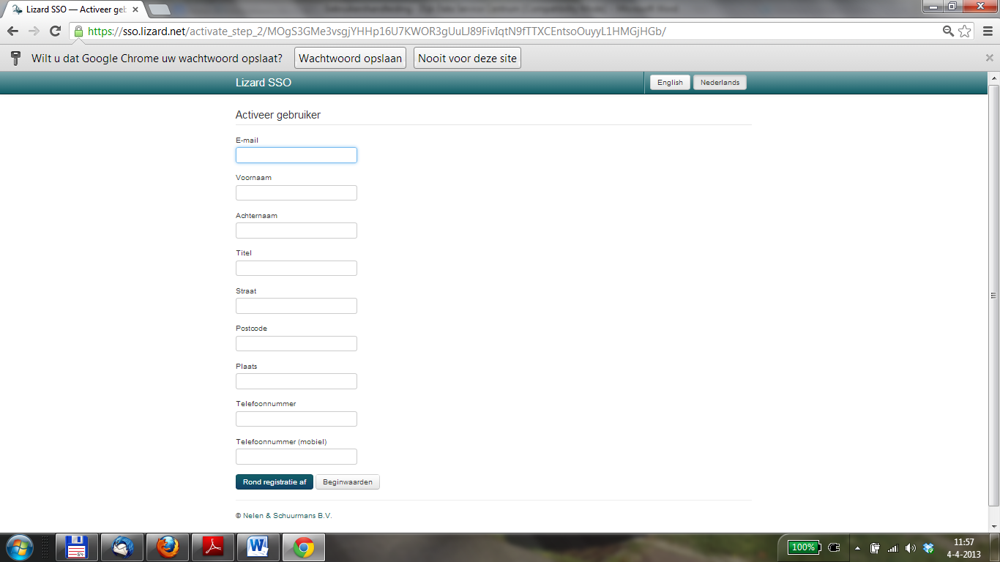 Lizard SSO — Activeer geb
https://sso.lizard.net/activate_step_2/MOgS3GMe3vsgjYHHp16U7KWOR3gUuLJ89FivIqtN9fTTXCEntsoOuyyL1HMGjHGb/
Wilt u dat Google Chrome uw wachtwoord opslaat? Wachtwoord opslaan Nooit voor deze site
Lizard SSO English Nederlands
Activeer gebruiker
E-mail
Voornaam
Achternaam
Titel
Straat
Postcode
Plaats
Telefoonnummer
Telefoonnummer (mobiel)
Rond registratie af Beginwaarden
© Nelen & Schuurmans B.V.
64
100% 11:57
4-4-2013